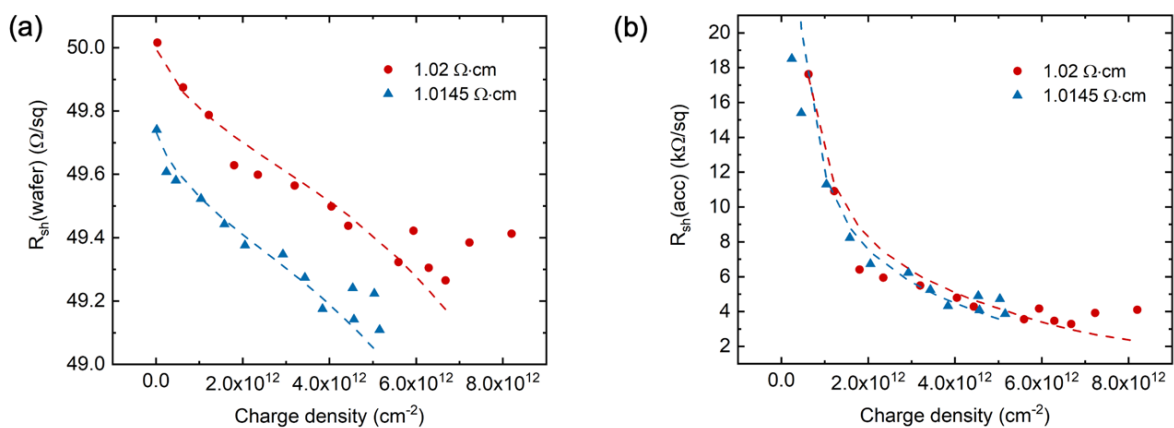 (a)
50.0
49.8
49.6
49.4
49.2
49.0
R_sh(wafer) (Ω/sq)
1.02 Ω·cm
1.0145 Ω·cm
0.0 2.0x10^12 4.0x10^12 6.0x10^12 8.0x10^12
Charge density (cm^-2)
(b)
20
18
16
14
12
10
8
6
4
2
R_sh(acc) (kΩ/sq)
1.02 Ω·cm
1.0145 Ω·cm
0.0 2.0x10^12 4.0x10^12 6.0x10^12 8.0x10^12
Charge density (cm^-2)